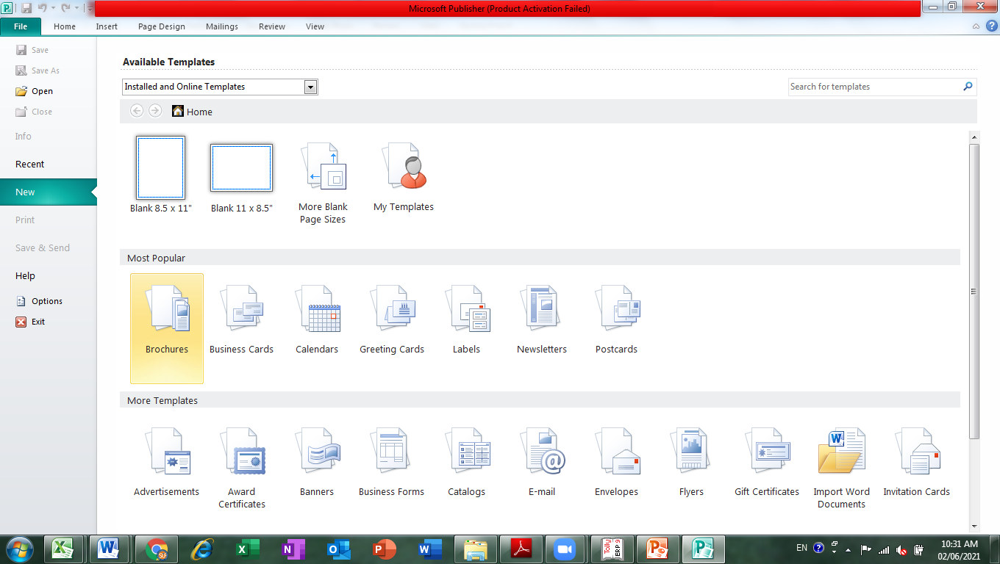 Microsoft Publisher (Product Activation Failed)
File Home Insert Page Design Mailings Review View
Save
Save As
Open
Close
Info
Recent
New
Print
Save & Send
Help
Options
Exit
Available Templates
Installed and Online Templates
Search for templates
Home
Blank 8.5 x 11"
Blank 11 x 8.5"
More Blank
Page Sizes
My Templates
Most Popular
Brochures
Business Cards
Calendars
Greeting Cards
Labels
Newsletters
Postcards
More Templates
Advertisements
Award
Certificates
Banners
Business Forms
Catalogs
E-mail
Envelopes
Flyers
Gift Certificates
Import Word
Documents
Invitation Cards
Tally
ERP 9
EN
10:31 AM
02/06/2021